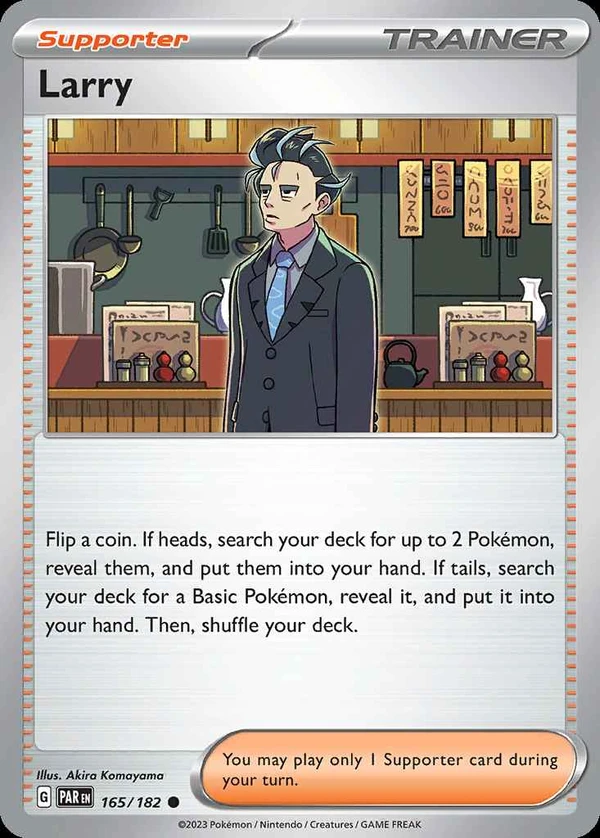 Supporter
TRAINER
Larry
Flip a coin. If heads, search your deck for up to 2 Pokémon,
reveal them, and put them into your hand. If tails, search
your deck for a Basic Pokémon, reveal it, and put it into
your hand. Then, shuffle your deck.
You may play only 1 Supporter card during
your turn.
Illus. Akira Komayama
G PAR EN 165/182
©2023 Pokémon / Nintendo / Creatures / GAME FREAK